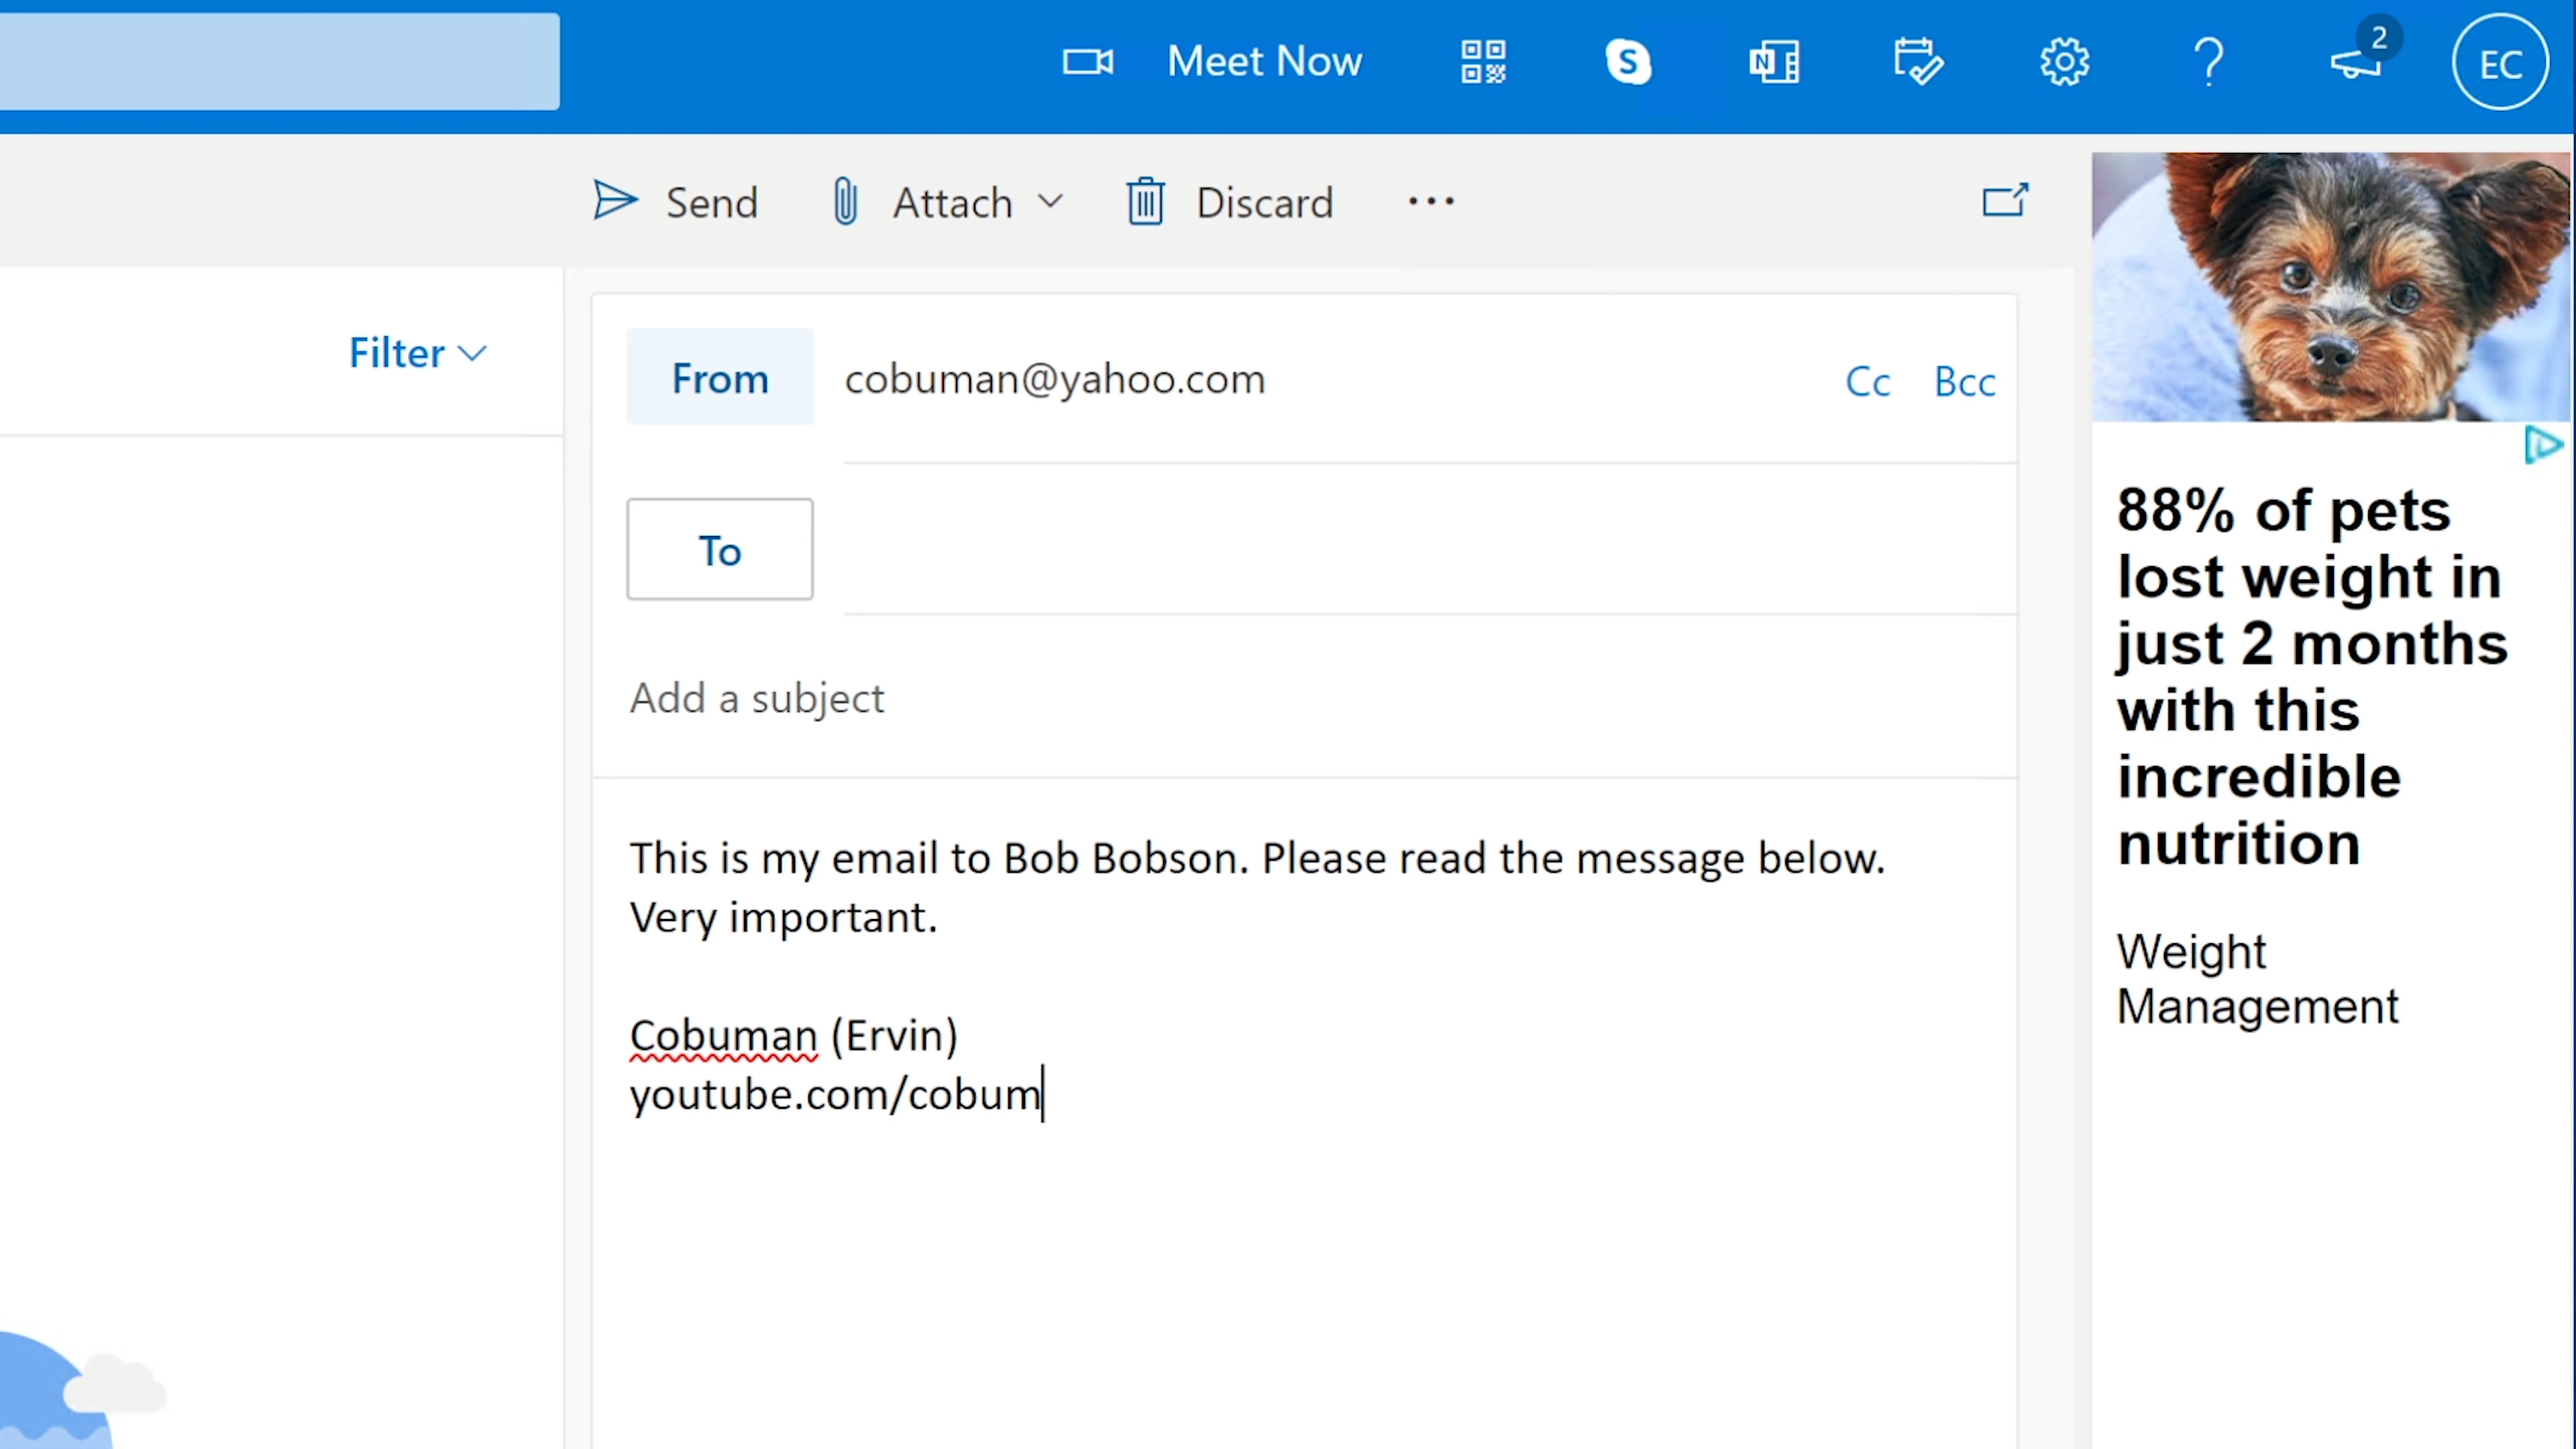 Meet Now
S
N
2
EC
Send
Attach
Discard
Filter
From
cobuman@yahoo.com
Cc
Bcc
To
Add a subject
This is my email to Bob Bobson. Please read the message below.
Very important.
Cobuman (Ervin)
youtube.com/cobum
88% of pets
lost weight in
just 2 months
with this
incredible
nutrition
Weight
Management